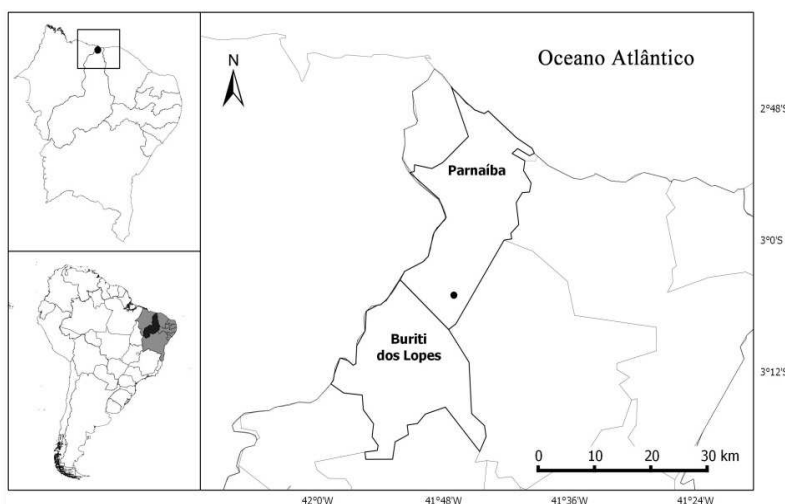 Oceano Atlântico
N
2°48'S
Parnaíba
3°0'S
Buriti
dos Lopes
3°12'S
0 10 20 30 km
42°0'W 41°48'W 41°36'W 41°24'W